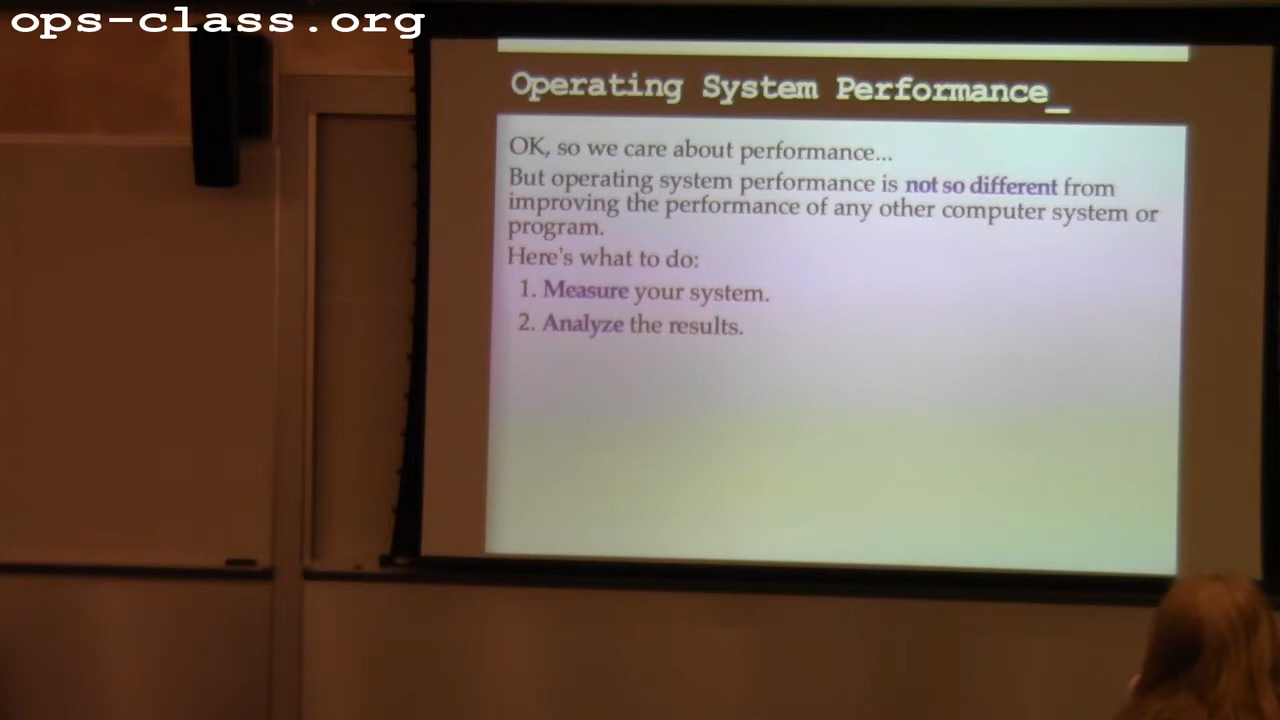 ops-class.org
Operating System Performance_
OK, so we care about performance...
But operating system performance is not so different from
improving the performance of any other computer system or
program.
Here's what to do:
1. Measure your system.
2. Analyze the results.